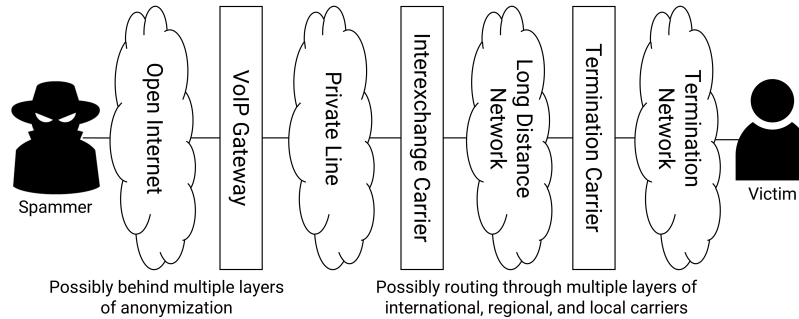 Open Internet
VoIP Gateway
Private Line
Interexchange Carrier
Long Distance
Network
Termination Carrier
Termination
Network
Spammer
Victim
Possibly behind multiple layers
of anonymization
Possibly routing through multiple layers of
international, regional, and local carriers